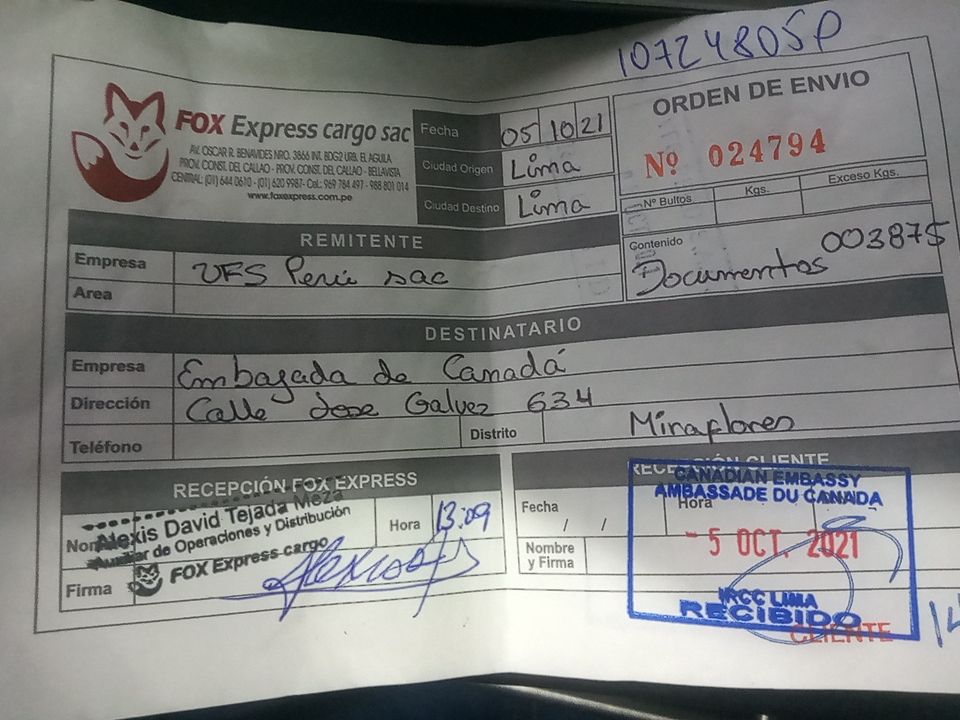 10724805P
FOX Express cargo sac
AV. OSCAR R. BENAVIDES NRO. 3866 INT. BDG2 URB. EL AGUILA
PROV. CONST. DEL CALLAO - PROV. CONST. DEL CALLAO - BELLAVISTA
CENTRAL: (01) 644 0610 - (01) 620 9987- Cel.: 969 784 497 - 988 801 014
www.foxexpress.com.pe
Fecha 05 10 21
Ciudad Origen Lima
Ciudad Destino Lima
ORDEN DE ENVIO
Nº 024794
Nº Bultos Kgs. Exceso Kgs.
Contenido 003875
Documentos
REMITENTE
Empresa VFS Perú sac
Area
DESTINATARIO
Empresa Embajada de Canadá
Dirección Calle Jose Galvez 634
Teléfono Distrito Miraflores
RECEPCIÓN FOX EXPRESS
Alexis David Tejada Meza
Auxiliar de Operaciones y Distribución
FOX Express-cargo
Hora 13:09
Firma
RECEPCIÓN CLIENTE
Fecha / / Hora
Nombre
y Firma
CANADIAN EMBASSY
AMBASSADE DU CANADA
- 5 OCT. 2021
IRCC LIMA
RECIBIDO
CLIENTE